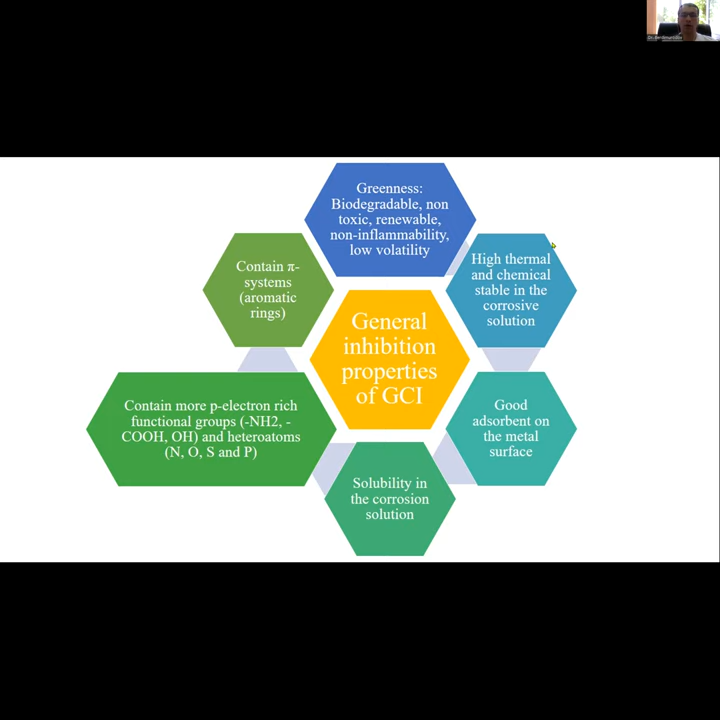 Greenness:
Biodegradable, non
toxic, renewable,
non-inflammability,
low volatility
High thermal
and chemical
stable in the
corrosive
solution
Good
adsorbent on
the metal
surface
Solubility in
the corrosion
solution
Contain more p-electron rich
functional groups (-NH2, -
COOH, OH) and heteroatoms
(N, O, S and P)
Contain π-
systems
(aromatic
rings)
General
inhibition
properties
of GCI